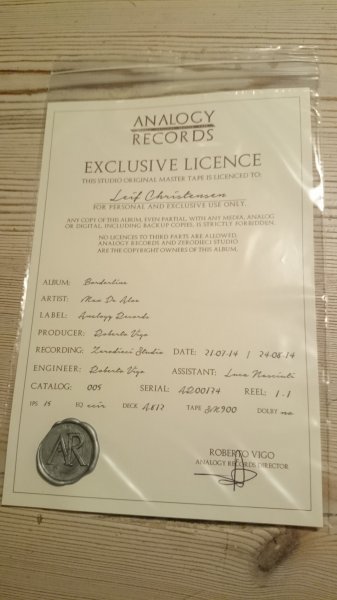 ANALOGY
RECORDS
EXCLUSIVE LICENCE
THIS STUDIO ORIGINAL MASTER TAPE IS LICENCED TO:
Leif Christensen
FOR PERSONAL AND EXCLUSIVE USE ONLY.
ANY COPY OF THIS ALBUM, EVEN PARTIAL, WITH ANY MEDIA, ANALOG
OR DIGITAL, INCLUDING BACKUP COPIES, IS STRICTLY FORBIDDEN.
NO LICENCES TO THIRD PARTS ARE ALLOWED.
ANALOGY RECORDS AND ZERODIECI STUDIO
ARE THE COPYRIGHT OWNERS OF THIS ALBUM.
ALBUM: Borderline
ARTIST: Max De Aloe
LABEL: Analogy Records
PRODUCER: Roberto Vigo
RECORDING: Zerodieci Studio DATE: 21-07-14 / 24-08-14
ENGINEER: Roberto Vigo ASSISTANT: Luca
CATALOG: 005 SERIAL: AR00174 REEL: 1-1
IPS 15 EQ ccir DECK A817 TAPE SM900 DOLBY no
AR
ROBERTO VIGO
ANALOGY RECORDS DIRECTOR